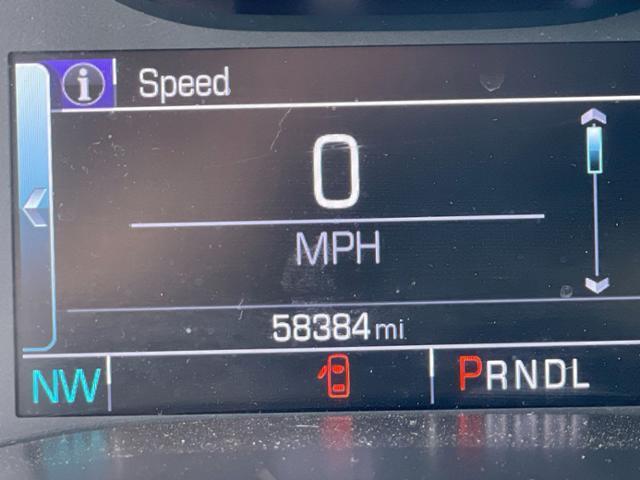 i Speed
0
MPH
58384 mi
NW PRNDL